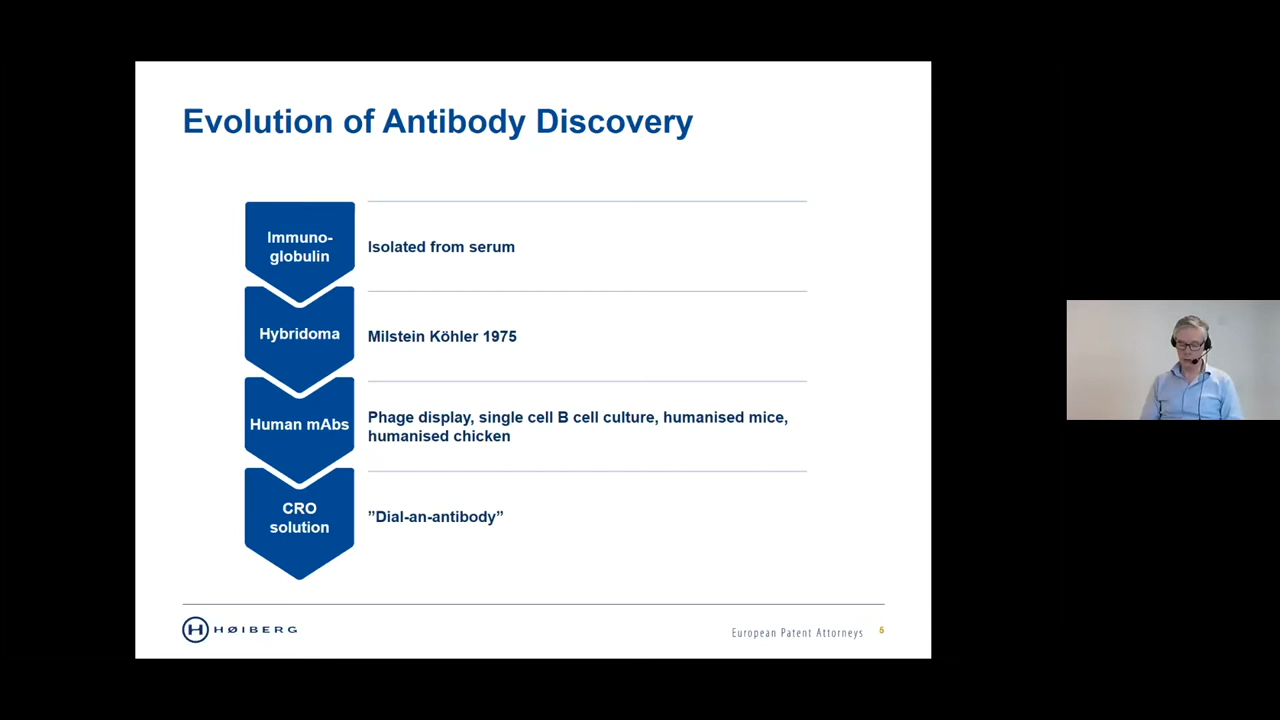 Evolution of Antibody Discovery
Immuno-
globulin
Isolated from serum
Hybridoma
Milstein Köhler 1975
Human mAbs
Phage display, single cell B cell culture, humanised mice,
humanised chicken
CRO
solution
”Dial-an-antibody”
H HØIBERG
European Patent Attorneys 5